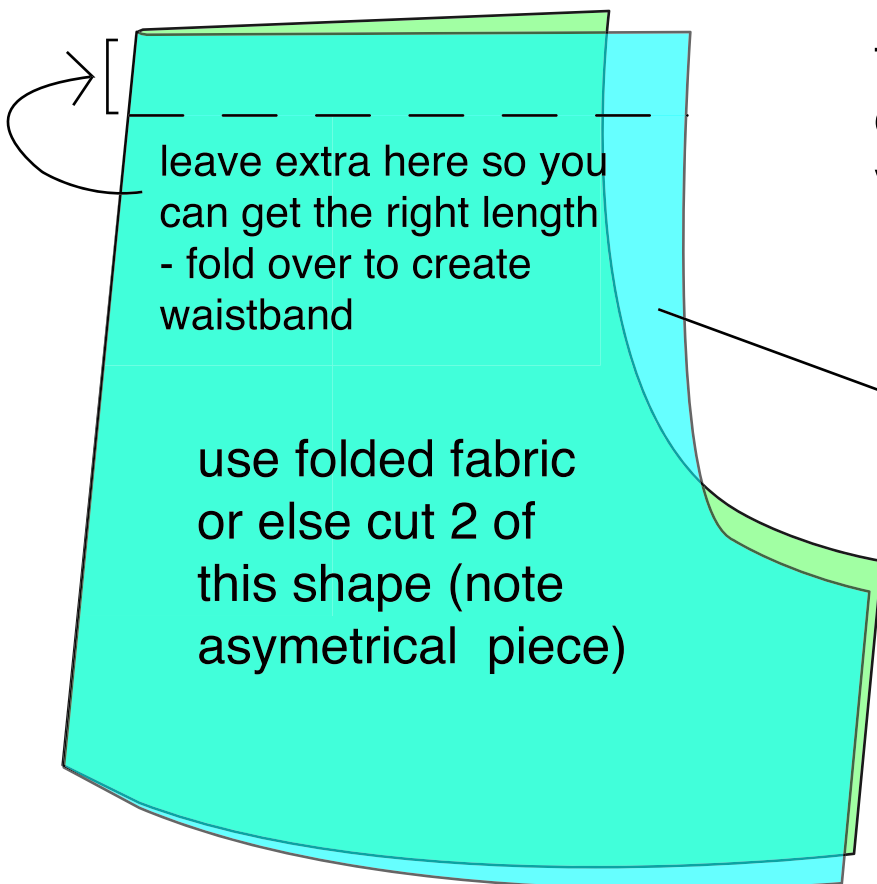 leave extra here so you
can get the right length
- fold over to create
waistband
use folded fabric
or else cut 2 of
this shape (note
asymetrical  piece)